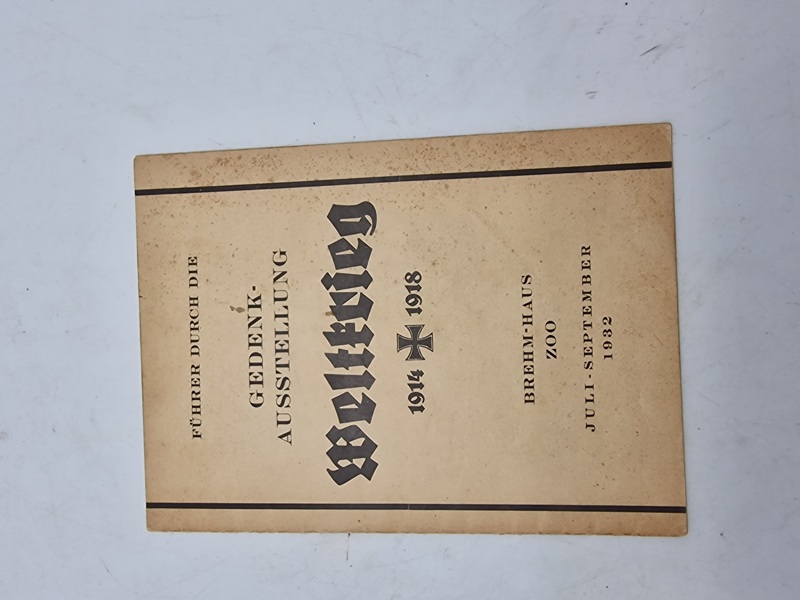 FÜHRER DURCH DIE
GEDENK-
AUSSTELLUNG
Weltkrieg
1914 1918
BREHM-HAUS
ZOO
JULI-SEPTEMBER
1932